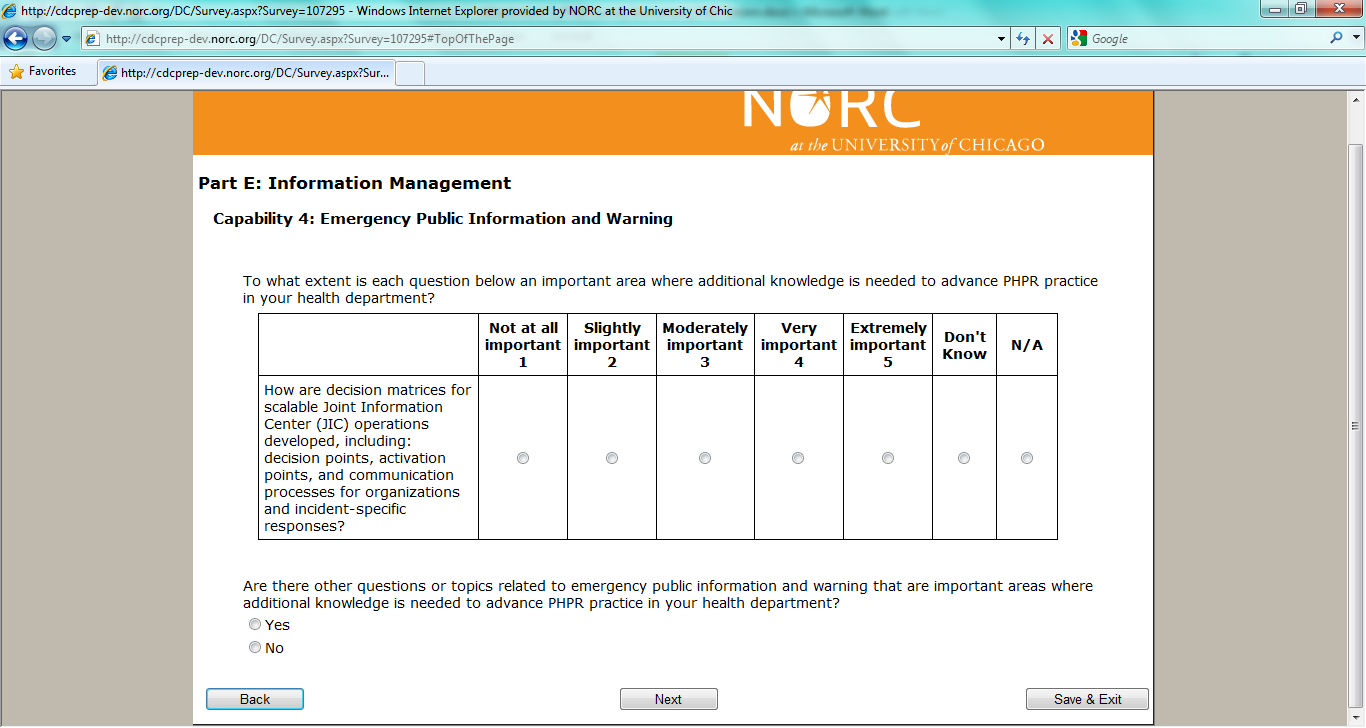 http://cdcprep-dev.norc.org/DC/Survey.aspx?Survey=107295 - Windows Internet Explorer provided by NORC at the University of Chic
http://cdcprep-dev.norc.org/DC/Survey.aspx?Survey=107295#TopOfThePage
Google
Favorites
http://cdcprep-dev.norc.org/DC/Survey.aspx?Sur...
NORC
at the UNIVERSITY of CHICAGO
Part E: Information Management
Capability 4: Emergency Public Information and Warning
To what extent is each question below an important area where additional knowledge is needed to advance PHPR practice
in your health department?
Not at all important 1
Slightly important 2
Moderately important 3
Very important 4
Extremely important 5
Don't Know
N/A
How are decision matrices for
scalable Joint Information
Center (JIC) operations
developed, including:
decision points, activation
points, and communication
processes for organizations
and incident-specific
responses?
Are there other questions or topics related to emergency public information and warning that are important areas where
additional knowledge is needed to advance PHPR practice in your health department?
Yes
No
Back
Next
Save & Exit